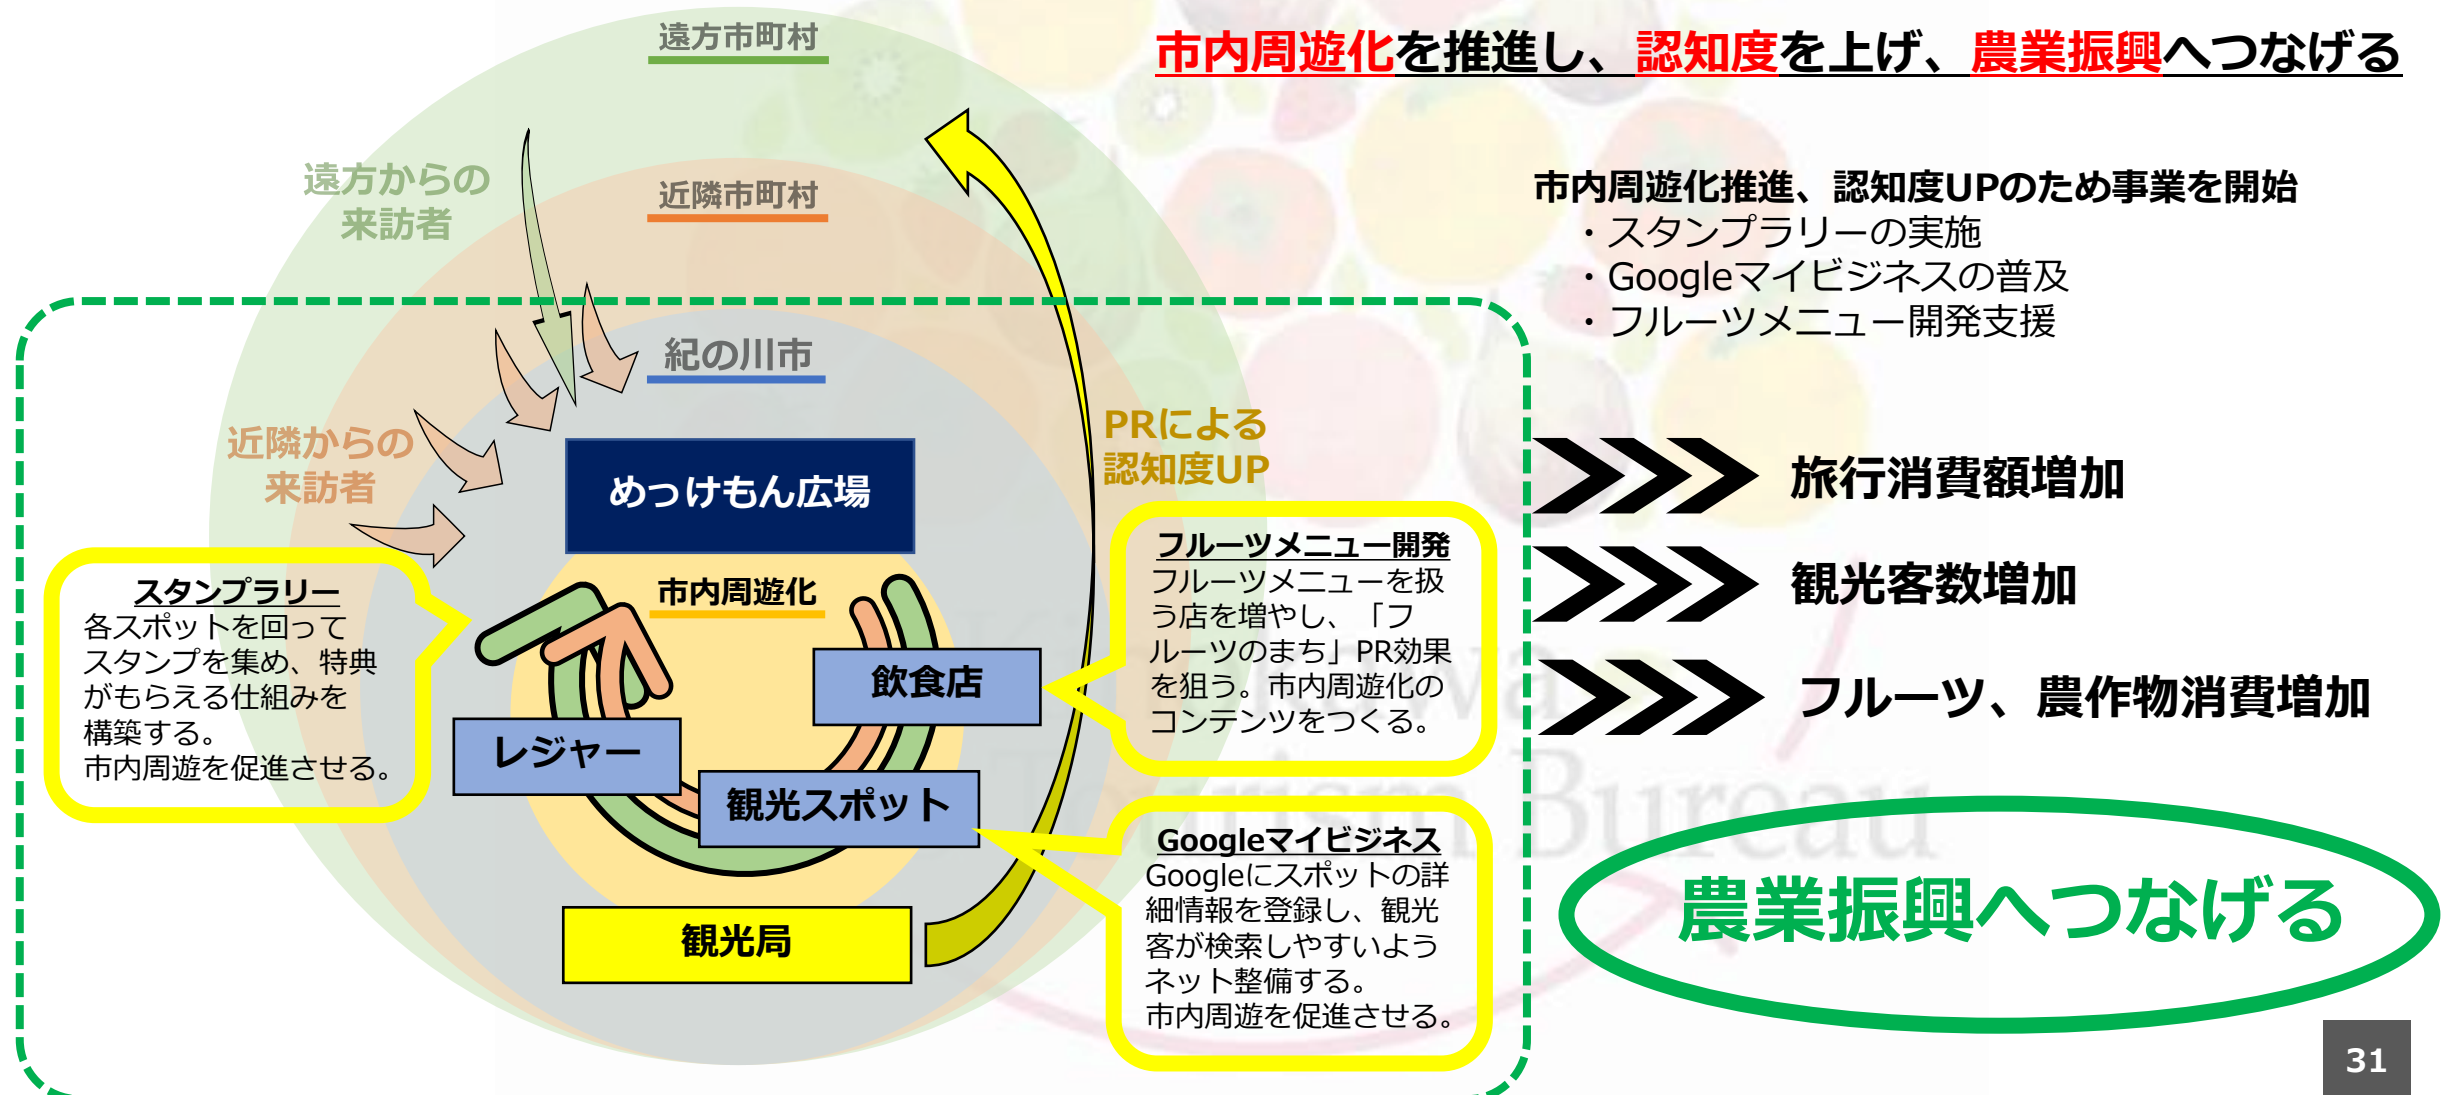 市内周遊化を推進し、認知度を上げ、農業振興へつなげる
遠方市町村
遠方からの
来訪者
近隣市町村
紀の川市
近隣からの
来訪者
めっけもん広場
市内周遊化
飲食店
レジャー
観光スポット
観光局
PRによる
認知度UP
スタンプラリー
各スポットを回って
スタンプを集め、特典
がもらえる仕組みを
構築する。
市内周遊を促進させる。
フルーツメニュー開発
フルーツメニューを扱
う店を増やし、「フ
ルーツのまち」PR効果
を狙う。市内周遊化の
コンテンツをつくる。
Googleマイビジネス
Googleにスポットの詳
細情報を登録し、観光
客が検索しやすいよう
ネット整備する。
市内周遊を促進させる。
市内周遊化推進、認知度UPのため事業を開始
・スタンプラリーの実施
・Googleマイビジネスの普及
・フルーツメニュー開発支援
旅行消費額増加
観光客数増加
フルーツ、農作物消費増加
農業振興へつなげる
Tourism Bureau
31